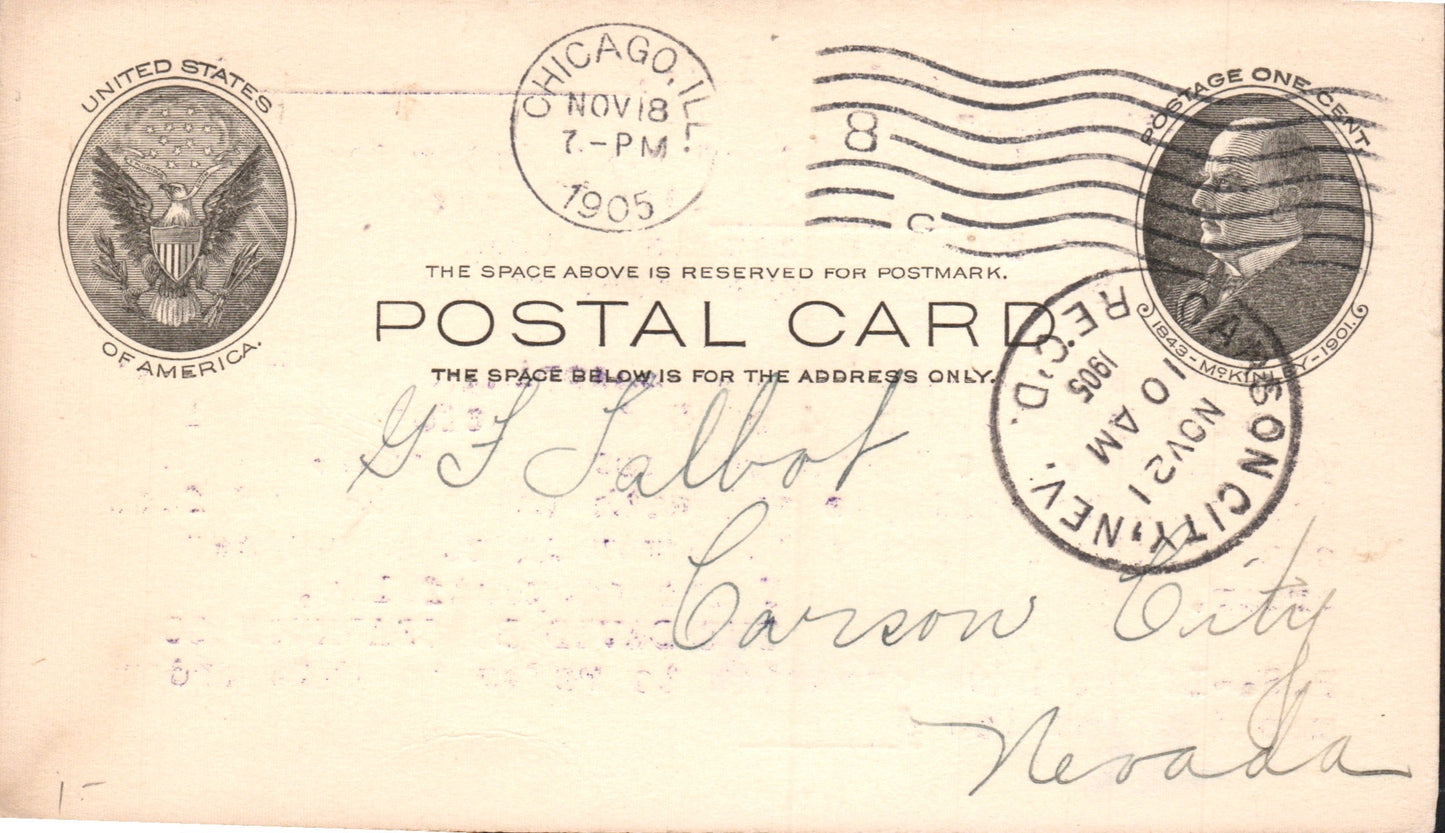 UNITED STATES
OF AMERICA.
CHICAGO, ILL.
NOV 18
7 - PM
1905
8
C
POSTAGE ONE CENT.
1843-McKINLEY-1901.
THE SPACE ABOVE IS RESERVED FOR POSTMARK.
POSTAL CARD.
THE SPACE BELOW IS FOR THE ADDRESS ONLY.
CARSON CITY, NEV.
REC'D.
NOV 21
10 AM
1905
G F Talbot
Carson City
Nevada